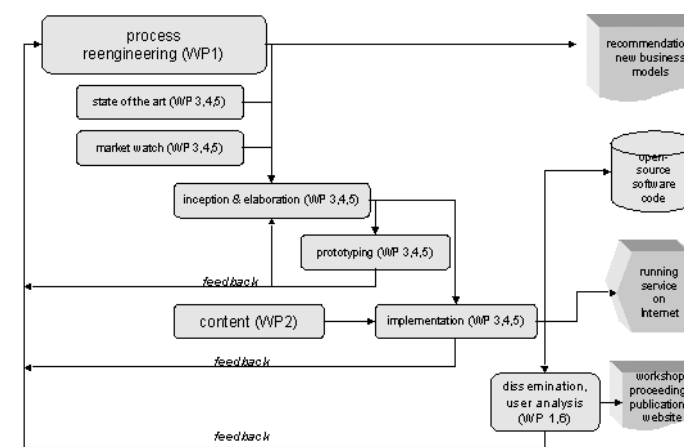 process
reengineering (WP1)
recommendatio
new business
models
state of the art (WP 3,4,5)
market watch (WP 3,4,5)
open-
source
software
code
inception & elaboration (WP 3,4,5)
prototyping (WP 3,4,5)
feedback
running
service
on
Internet
content (WP2)
implementation (WP 3,4,5)
feedback
dissemination,
user analysis
(WP 1,6)
workshop
proceeding
publication
website
feedback